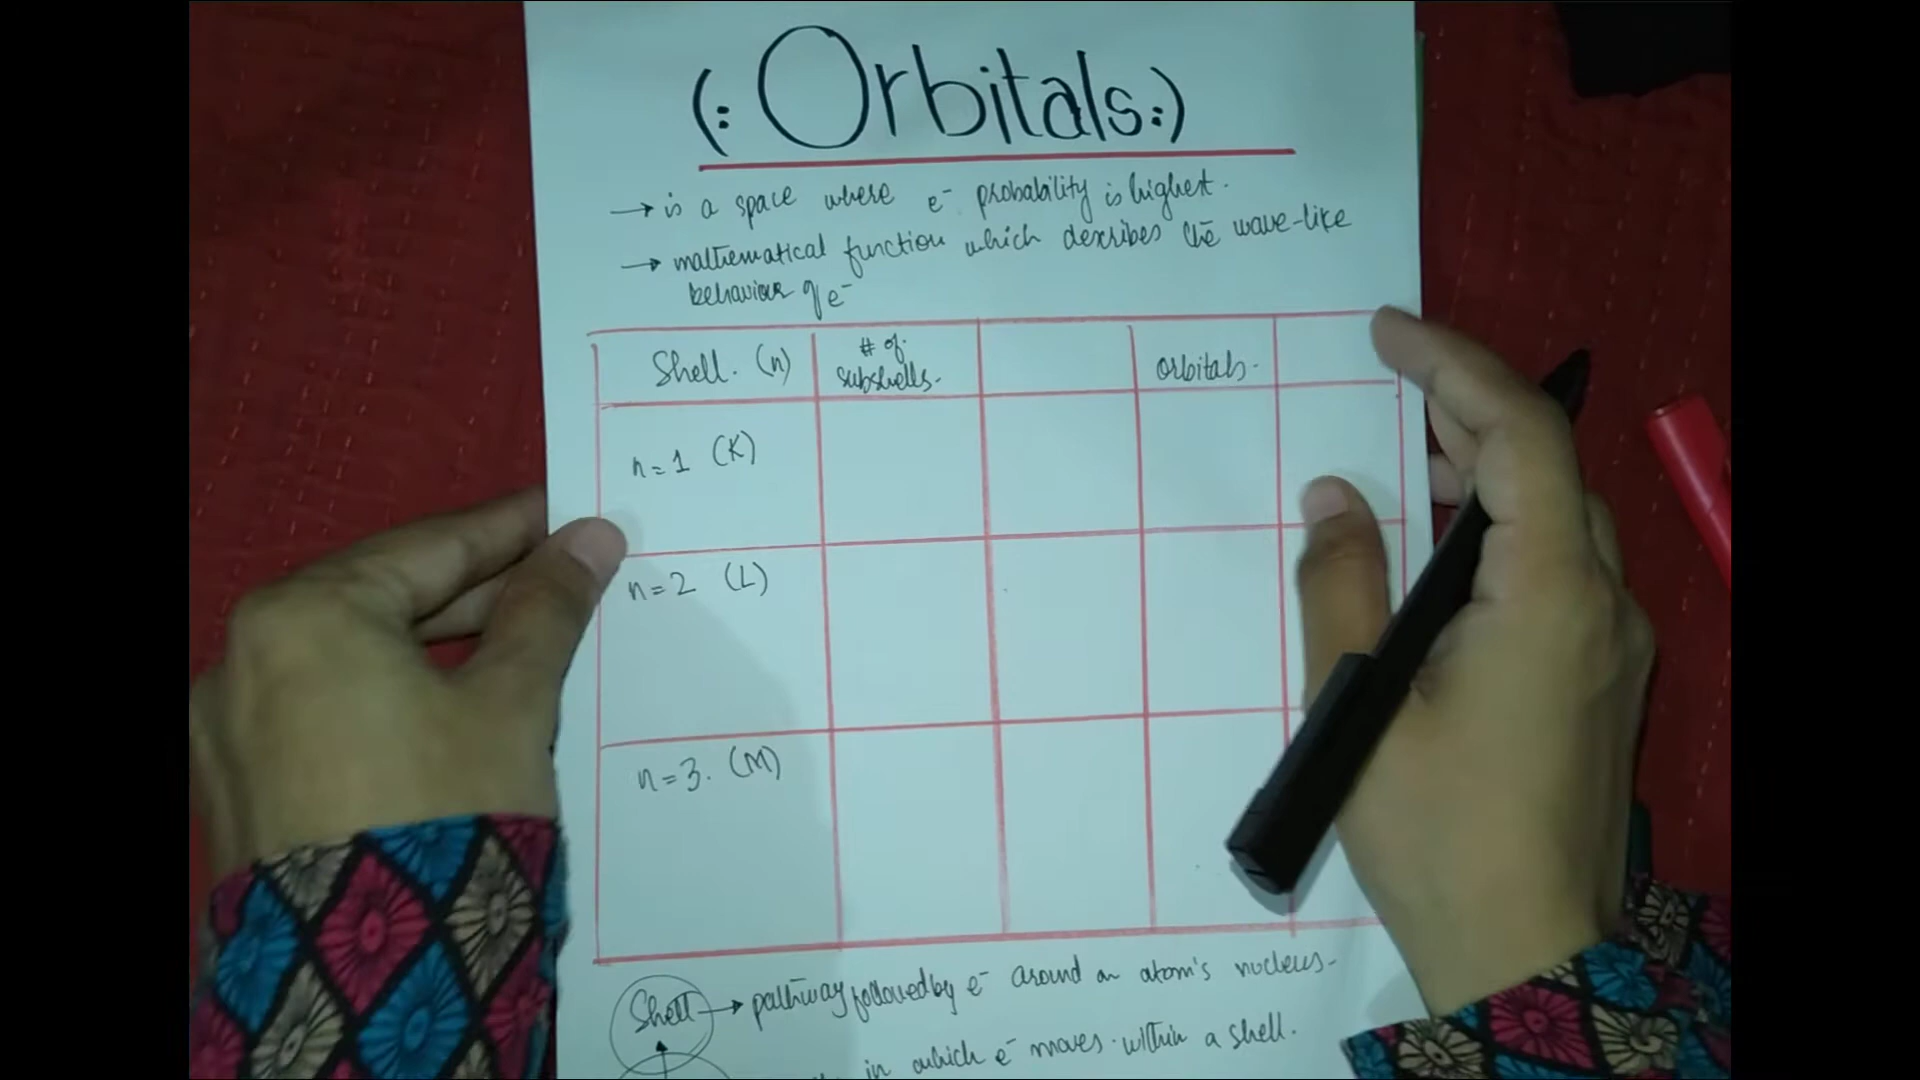 (: Orbitals :)
→ is a space where e⁻ probability is highest.
→ mathematical function which describes the wave-like
behaviour of e⁻
Shell. (n)
# of
subshells.
orbitals.
n=1 (K)
n=2 (L)
n=3. (M)
Shell → pathway followed by e⁻ around an atom's nucleus.
in which e⁻ moves within a shell.